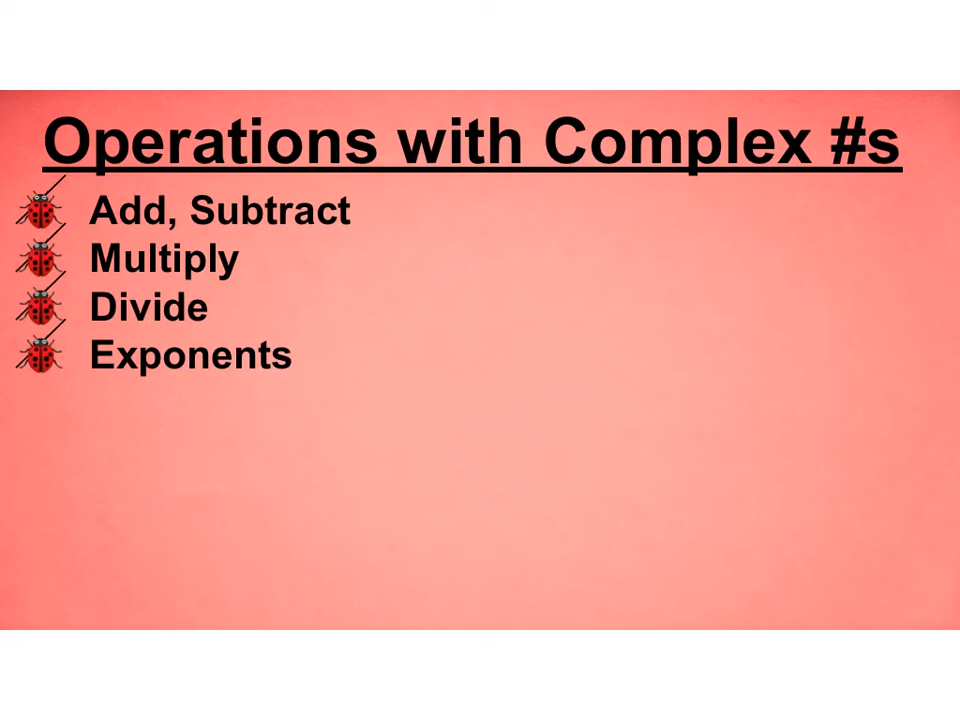 Operations with Complex #s
Add, Subtract
Multiply
Divide
Exponents